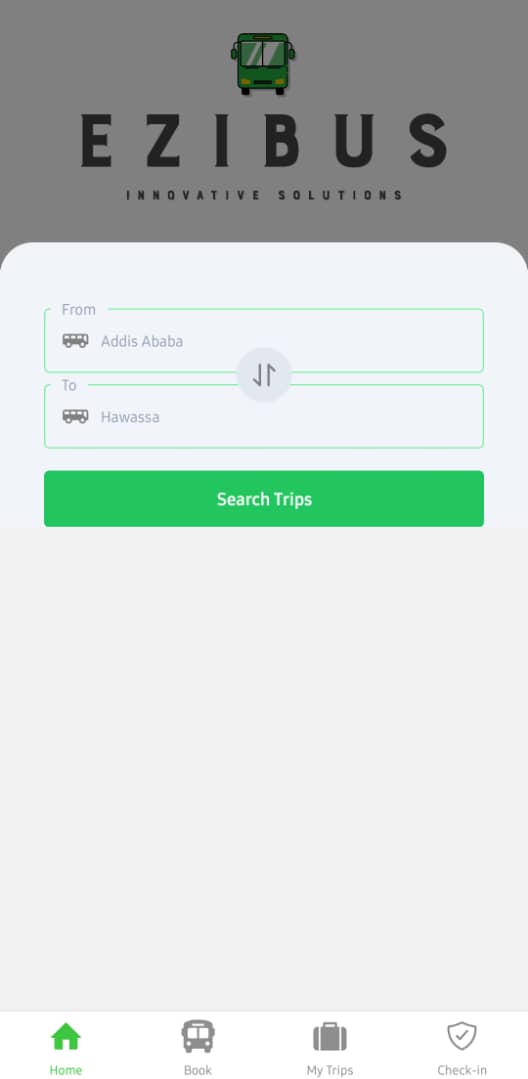 EZIBUS
INNOVATIVE SOLUTIONS
From
Addis Ababa
To
Hawassa
Search Trips
Home
Book
My Trips
Check-in